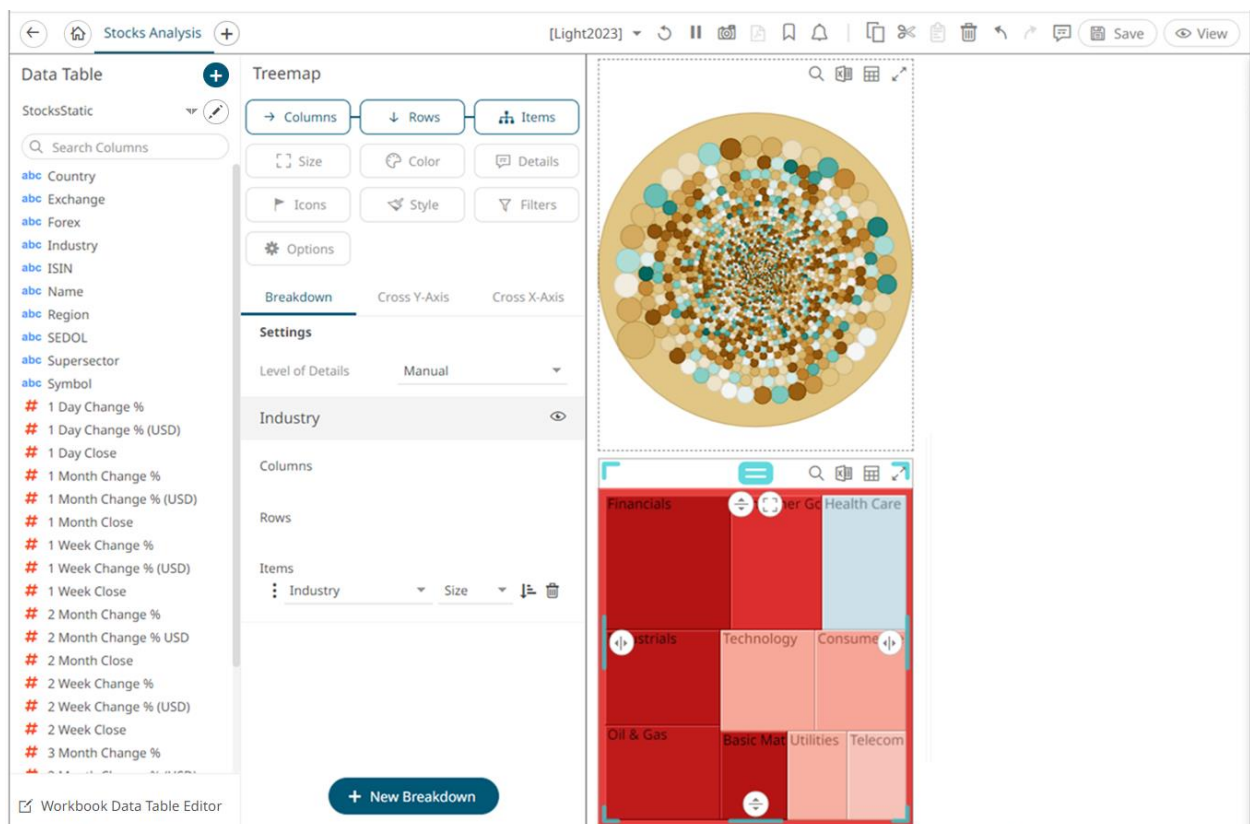 Stocks Analysis
[Light2023]
Save
View
Data Table
StocksStatic
Search Columns
abc Country
abc Exchange
abc Forex
abc Industry
abc ISIN
abc Name
abc Region
abc SEDOL
abc Supersector
abc Symbol
# 1 Day Change %
# 1 Day Change % (USD)
# 1 Day Close
# 1 Month Change %
# 1 Month Change % (USD)
# 1 Month Close
# 1 Week Change %
# 1 Week Change % (USD)
# 1 Week Close
# 2 Month Change %
# 2 Month Change % USD
# 2 Month Close
# 2 Week Change %
# 2 Week Change % (USD)
# 2 Week Close
# 3 Month Change %
Workbook Data Table Editor
Treemap
Columns
Rows
Items
Size
Color
Details
Icons
Style
Filters
Options
Breakdown Cross Y-Axis Cross X-Axis
Settings
Level of Details Manual
Industry
Columns
Rows
Items
Industry Size
+ New Breakdown
Financials
er Gc
Health Care
strials
Technology
Consume
Oil & Gas
Basic Mat
Utilities
Telecom